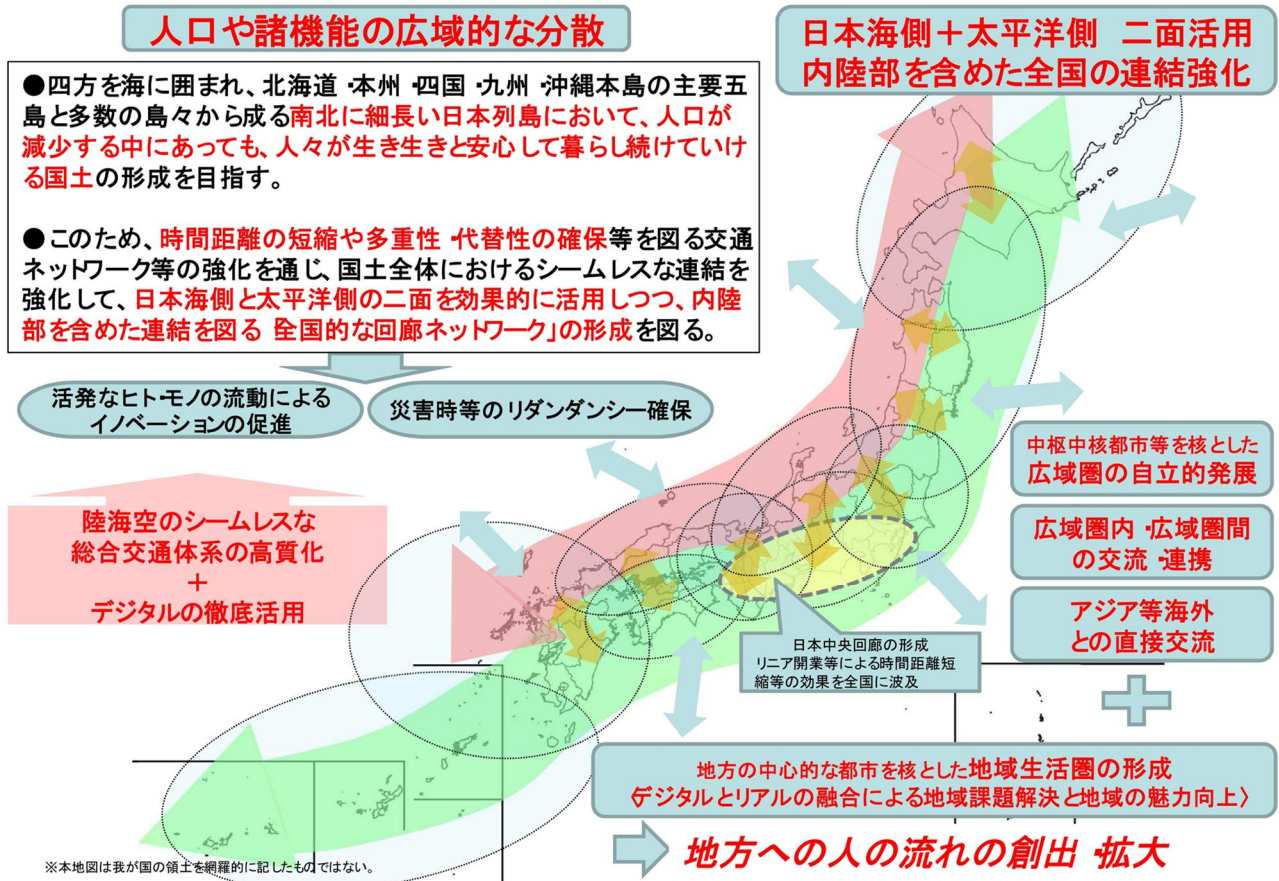 人口や諸機能の広域的な分散
日本海側＋太平洋側 二面活用
内陸部を含めた全国の連結強化
●四方を海に囲まれ、北海道・本州・四国・九州・沖縄本島の主要五
島と多数の島々から成る南北に細長い日本列島において、人口が
減少する中にあっても、人々が生き生きと安心して暮らし続けていけ
る国土の形成を目指す。
●このため、時間距離の短縮や多重性・代替性の確保等を図る交通
ネットワーク等の強化を通じ、国土全体におけるシームレスな連結を
強化して、日本海側と太平洋側の二面を効果的に活用しつつ、内陸
部を含めた連結を図る「全国的な回廊ネットワーク」の形成を図る。
活発なヒト・モノの流動による
イノベーションの促進
災害時等のリダンダンシー確保
陸海空のシームレスな
総合交通体系の高質化
＋
デジタルの徹底活用
中枢中核都市等を核とした
広域圏の自立的発展
広域圏内・広域圏間
の交流・連携
アジア等海外
との直接交流
日本中央回廊の形成
リニア開業等による時間距離短
縮等の効果を全国に波及
地方の中心的な都市を核とした地域生活圏の形成
〈デジタルとリアルの融合による地域課題解決と地域の魅力向上〉
地方への人の流れの創出・拡大
※本地図は我が国の領土を網羅的に記したものではない。